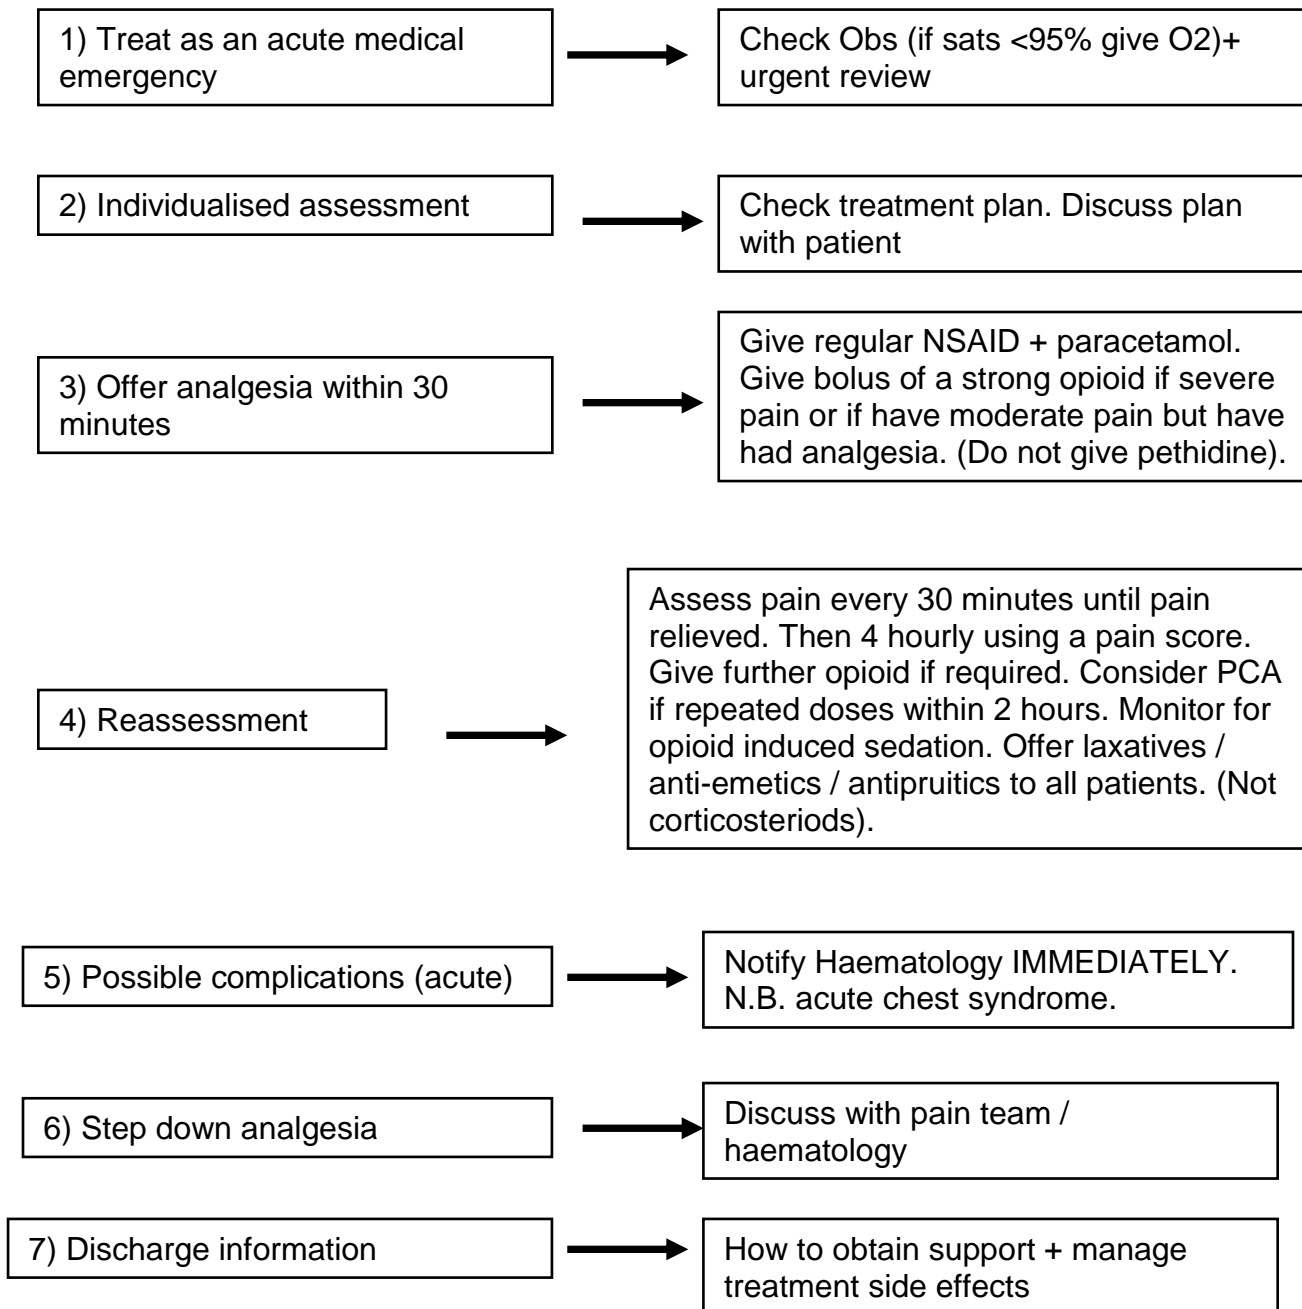 1) Treat as an acute medical
emergency
Check Obs (if sats <95% give O2)+
urgent review
2) Individualised assessment
Check treatment plan. Discuss plan
with patient
3) Offer analgesia within 30
minutes
Give regular NSAID + paracetamol.
Give bolus of a strong opioid if severe
pain or if have moderate pain but have
had analgesia. (Do not give pethidine).
4) Reassessment
Assess pain every 30 minutes until pain
relieved. Then 4 hourly using a pain score.
Give further opioid if required. Consider PCA
if repeated doses within 2 hours. Monitor for
opioid induced sedation. Offer laxatives /
anti-emetics / antipruitics to all patients. (Not
corticosteriods).
5) Possible complications (acute)
Notify Haematology IMMEDIATELY.
N.B. acute chest syndrome.
6) Step down analgesia
Discuss with pain team /
haematology
7) Discharge information
How to obtain support + manage
treatment side effects